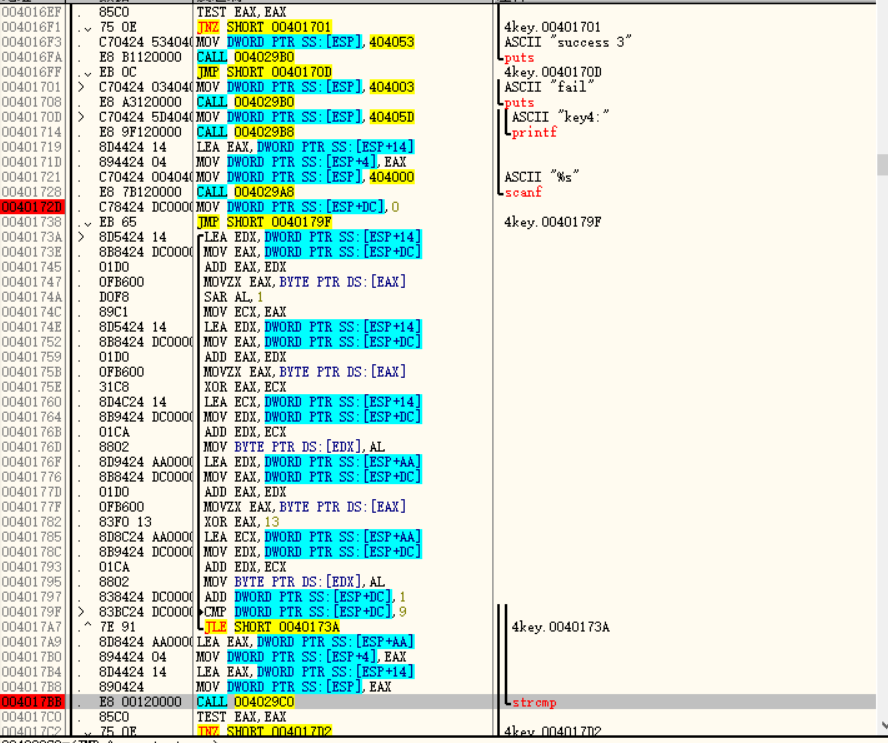 004016EF . 85C0 TEST EAX,EAX
004016F1 . 75 0E JNZ SHORT 00401701 4key.00401701
004016F3 . C70424 534040 MOV DWORD PTR SS:[ESP],404053 ASCII "success 3"
004016FA . E8 B1120000 CALL 004029B0 puts
004016FF . EB 0C JMP SHORT 0040170D 4key.0040170D
00401701 > C70424 034040 MOV DWORD PTR SS:[ESP],404003 ASCII "fail"
00401708 . E8 A3120000 CALL 004029B0 puts
0040170D > C70424 5D4040 MOV DWORD PTR SS:[ESP],40405D ASCII "key4:"
00401714 . E8 9F120000 CALL 004029B8 printf
00401719 . 8D4424 14 LEA EAX,DWORD PTR SS:[ESP+14]
0040171D . 894424 04 MOV DWORD PTR SS:[ESP+4],EAX
00401721 . C70424 004040 MOV DWORD PTR SS:[ESP],404000 ASCII "%s"
00401728 . E8 7B120000 CALL 004029A8 scanf
0040172D . C78424 DC0000 MOV DWORD PTR SS:[ESP+DC],0
00401738 . EB 65 JMP SHORT 0040179F 4key.0040179F
0040173A > 8D5424 14 LEA EDX,DWORD PTR SS:[ESP+14]
0040173E . 8B8424 DC0000 MOV EAX,DWORD PTR SS:[ESP+DC]
00401745 . 01D0 ADD EAX,EDX
00401747 . 0FB600 MOVZX EAX,BYTE PTR DS:[EAX]
0040174A . D0F8 SAR AL,1
0040174C . 89C1 MOV ECX,EAX
0040174E . 8D5424 14 LEA EDX,DWORD PTR SS:[ESP+14]
00401752 . 8B8424 DC0000 MOV EAX,DWORD PTR SS:[ESP+DC]
00401759 . 01D0 ADD EAX,EDX
0040175B . 0FB600 MOVZX EAX,BYTE PTR DS:[EAX]
0040175E . 31C8 XOR EAX,ECX
00401760 . 8D4C24 14 LEA ECX,DWORD PTR SS:[ESP+14]
00401764 . 8B9424 DC0000 MOV EDX,DWORD PTR SS:[ESP+DC]
0040176B . 01CA ADD EDX,ECX
0040176D . 8802 MOV BYTE PTR DS:[EDX],AL
0040176F . 8D9424 AA0000 LEA EDX,DWORD PTR SS:[ESP+AA]
00401776 . 8B8424 DC0000 MOV EAX,DWORD PTR SS:[ESP+DC]
0040177D . 01D0 ADD EAX,EDX
0040177F . 0FB600 MOVZX EAX,BYTE PTR DS:[EAX]
00401782 . 83F0 13 XOR EAX,13
00401785 . 8D8C24 AA0000 LEA ECX,DWORD PTR SS:[ESP+AA]
0040178C . 8B9424 DC0000 MOV EDX,DWORD PTR SS:[ESP+DC]
00401793 . 01CA ADD EDX,ECX
00401795 . 8802 MOV BYTE PTR DS:[EDX],AL
00401797 . 838424 DC0000 ADD DWORD PTR SS:[ESP+DC],1
0040179F > 83BC24 DC0000 CMP DWORD PTR SS:[ESP+DC],9
004017A7 .^ 7E 91 JLE SHORT 0040173A 4key.0040173A
004017A9 . 8D8424 AA0000 LEA EAX,DWORD PTR SS:[ESP+AA]
004017B0 . 894424 04 MOV DWORD PTR SS:[ESP+4],EAX
004017B4 . 8D4424 14 LEA EAX,DWORD PTR SS:[ESP+14]
004017B8 . 890424 MOV DWORD PTR SS:[ESP],EAX
004017BB . E8 00120000 CALL 004029C0 strcmp
004017C0 . 85C0 TEST EAX,EAX
004017C2 . 75 0E JNZ SHORT 004017D2 4key.004017D2